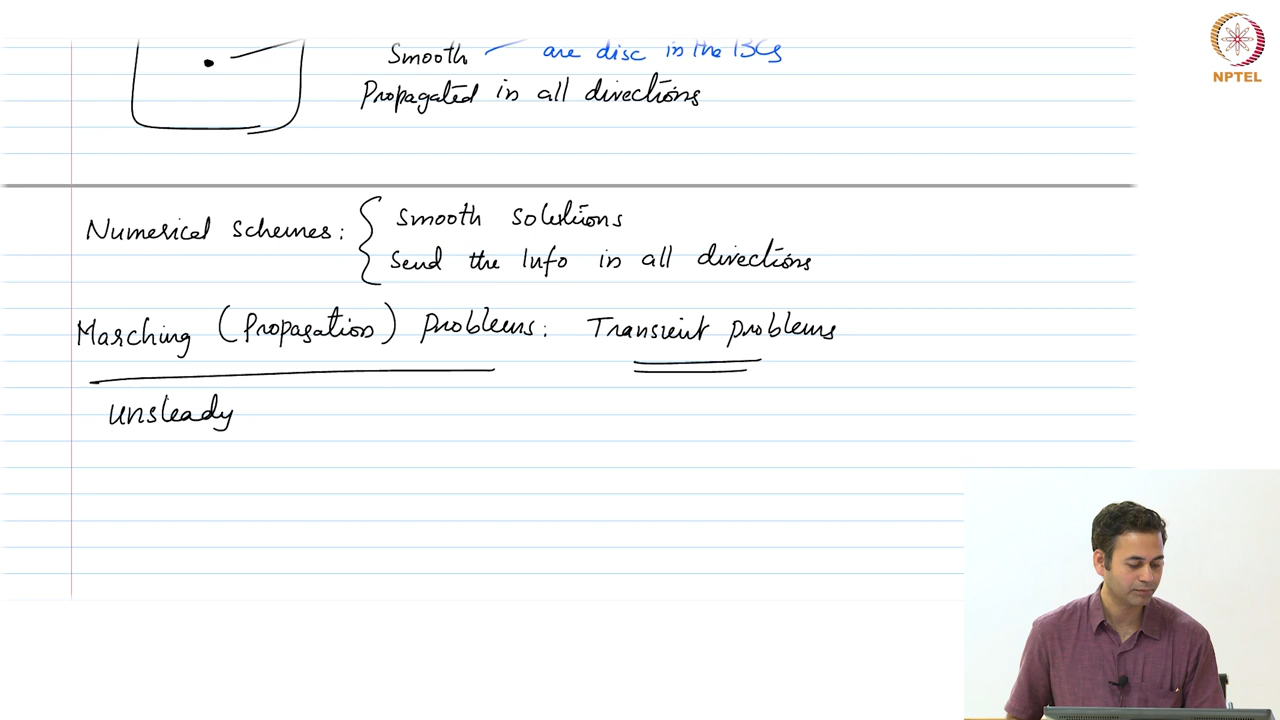 Smooth — are disc in the BCs
Propagated in all directions
Numerical schemes: { smooth solutions
Send the Info in all directions
Marching (Propagation) problems: Transient problems
unsteady
NPTEL